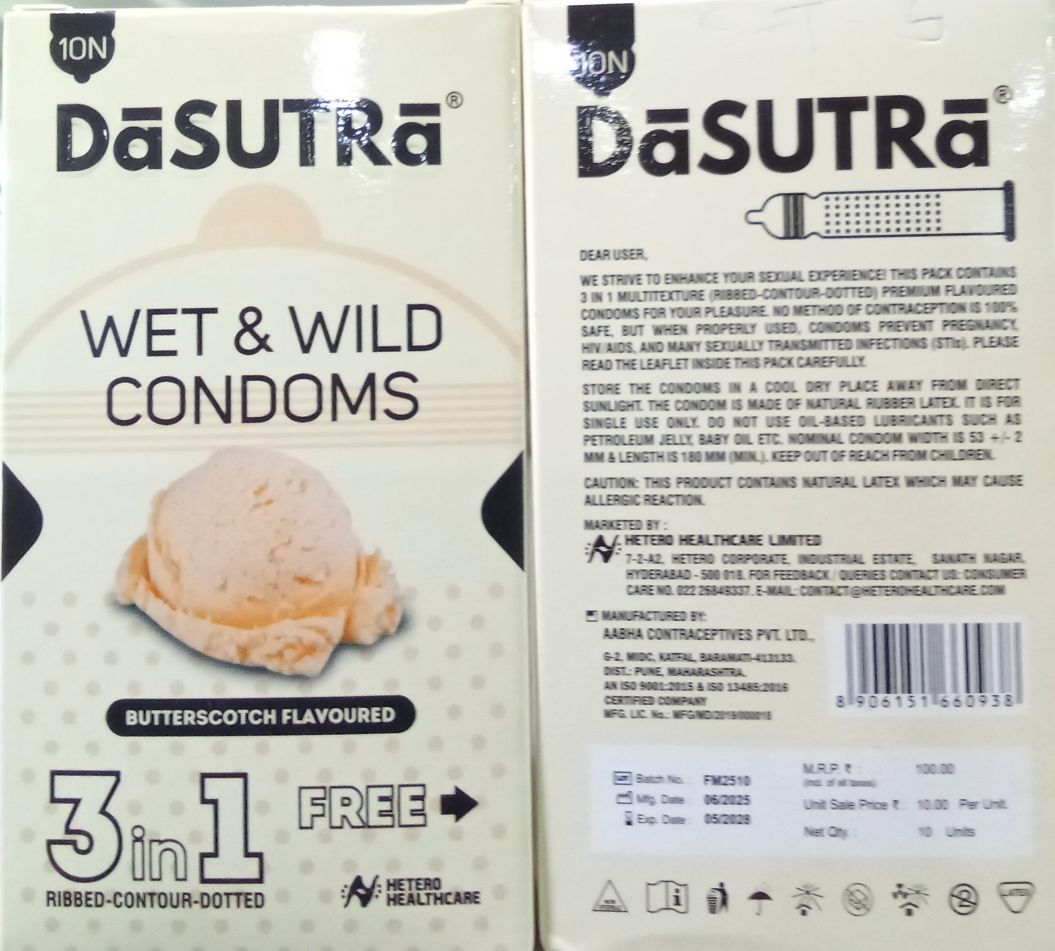 10N
DāSUTRā®
WET & WILD
CONDOMS
BUTTERSCOTCH FLAVOURED
3in1
RIBBED-CONTOUR-DOTTED
FREE
HETERO
HEALTHCARE
10N
DāSUTRā®
DEAR USER,
WE STRIVE TO ENHANCE YOUR SEXUAL EXPERIENCE! THIS PACK CONTAINS
3 IN 1 MULTITEXTURE (RIBBED-CONTOUR-DOTTED) PREMIUM FLAVOURED
CONDOMS FOR YOUR PLEASURE. NO METHOD OF CONTRACEPTION IS 100%
SAFE, BUT WHEN PROPERLY USED, CONDOMS PREVENT PREGNANCY,
HIV/AIDS, AND MANY SEXUALLY TRANSMITTED INFECTIONS (STIs). PLEASE
READ THE LEAFLET INSIDE THIS PACK CAREFULLY.
STORE THE CONDOMS IN A COOL DRY PLACE AWAY FROM DIRECT
SUNLIGHT. THE CONDOM IS MADE OF NATURAL RUBBER LATEX. IT IS FOR
SINGLE USE ONLY. DO NOT USE OIL-BASED LUBRICANTS SUCH AS
PETROLEUM JELLY, BABY OIL ETC. NOMINAL CONDOM WIDTH IS 53 +/- 2
MM & LENGTH IS 180 MM (MIN.). KEEP OUT OF REACH FROM CHILDREN.
CAUTION: THIS PRODUCT CONTAINS NATURAL LATEX WHICH MAY CAUSE
ALLERGIC REACTION.
MARKETED BY :
HETERO HEALTHCARE LIMITED
7-2-A2, HETERO CORPORATE, INDUSTRIAL ESTATE, SANATH NAGAR,
HYDERABAD - 500 018. FOR FEEDBACK / QUERIES CONTACT US: CONSUMER
CARE NO. 022 26849337. E-MAIL: CONTACT@HETEROHEALTHCARE.COM
MANUFACTURED BY:
AABHA CONTRACEPTIVES PVT. LTD.,
G-2, MIDC, KATFAL, BARAMATI-413133.
DIST.: PUNE, MAHARASHTRA.
AN ISO 9001:2015 & ISO 13485:2016
CERTIFIED COMPANY
MFG. LIC. No.: MFG/MD/2019/000018
8 906151 660938
LOT Batch No. : FM2510
Mfg. Date : 06/2025
Exp. Date : 05/2028
M.R.P. ₹ : 100.00
(incl. of all taxes)
Unit Sale Price ₹ : 10.00 Per Unit.
Net Qty. : 10 Units
LATEX